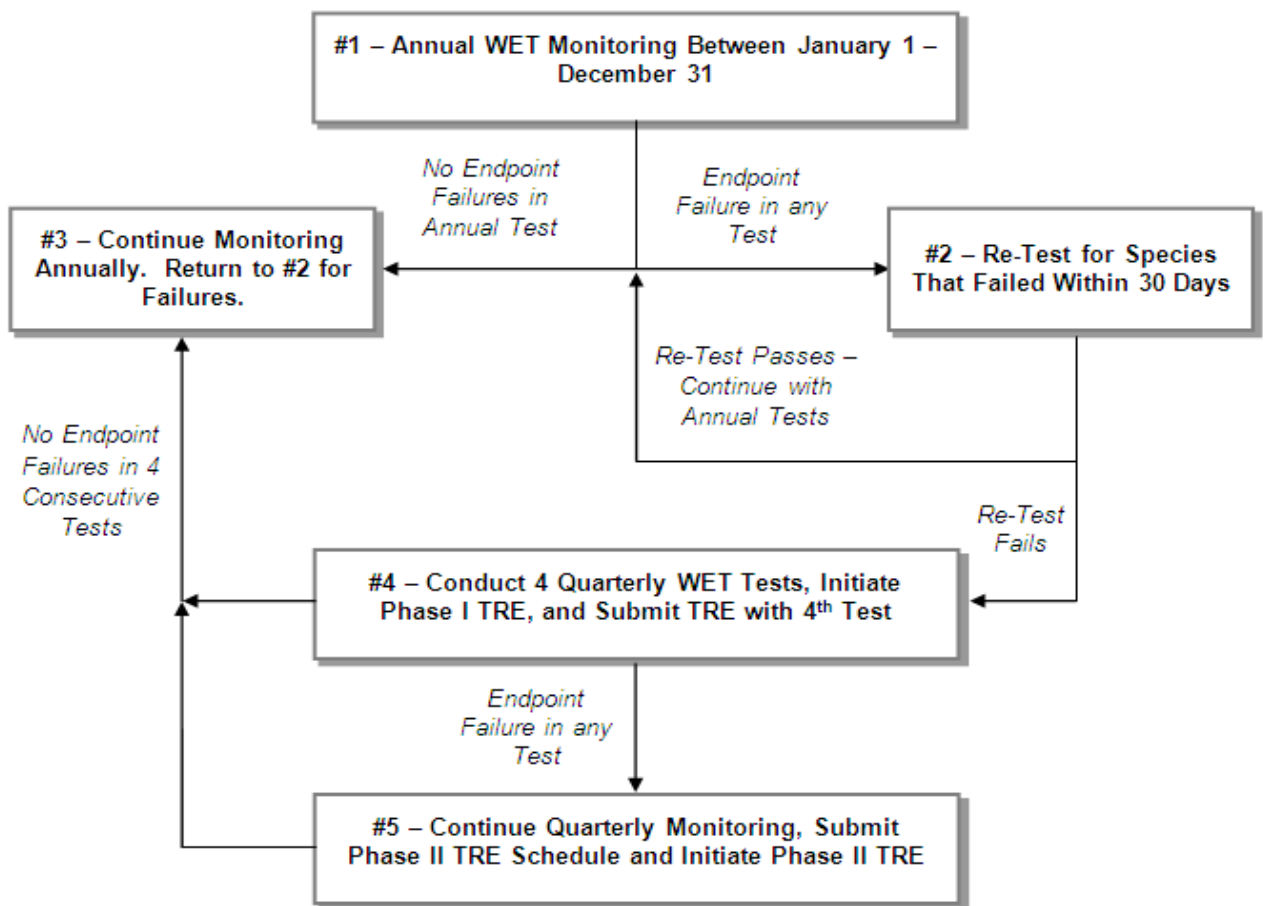 #1 – Annual WET Monitoring Between January 1 –
December 31
No Endpoint
Failures in
Annual Test
Endpoint
Failure in any
Test
#3 – Continue Monitoring
Annually.  Return to #2 for
Failures.
#2 – Re-Test for Species
That Failed Within 30 Days
Re-Test Passes –
Continue with
Annual Tests
No Endpoint
Failures in 4
Consecutive
Tests
Re-Test
Fails
#4 – Conduct 4 Quarterly WET Tests, Initiate
Phase I TRE, and Submit TRE with 4th Test
Endpoint
Failure in any
Test
#5 – Continue Quarterly Monitoring, Submit
Phase II TRE Schedule and Initiate Phase II TRE